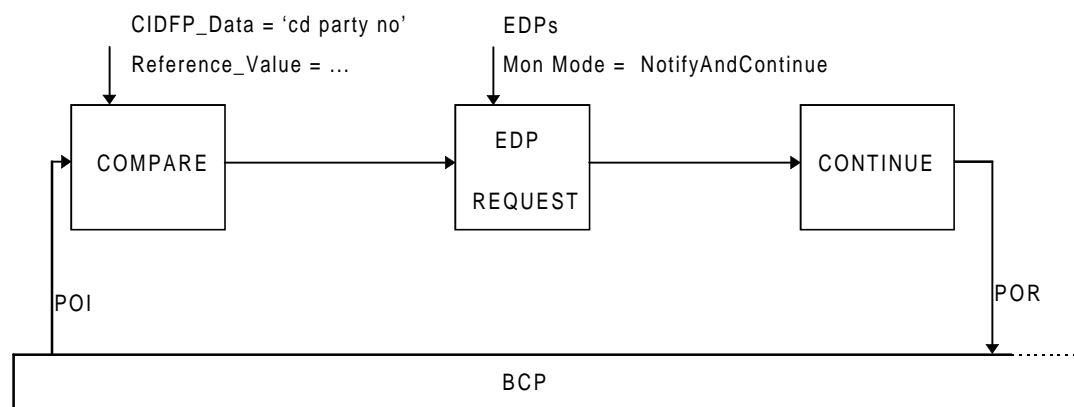 CIDFP_Data = ‘cd party no’
Reference_Value = ...
EDPs
Mon Mode = NotifyAndContinue
COMPARE
EDP
REQUEST
CONTINUE
POI
POR
BCP